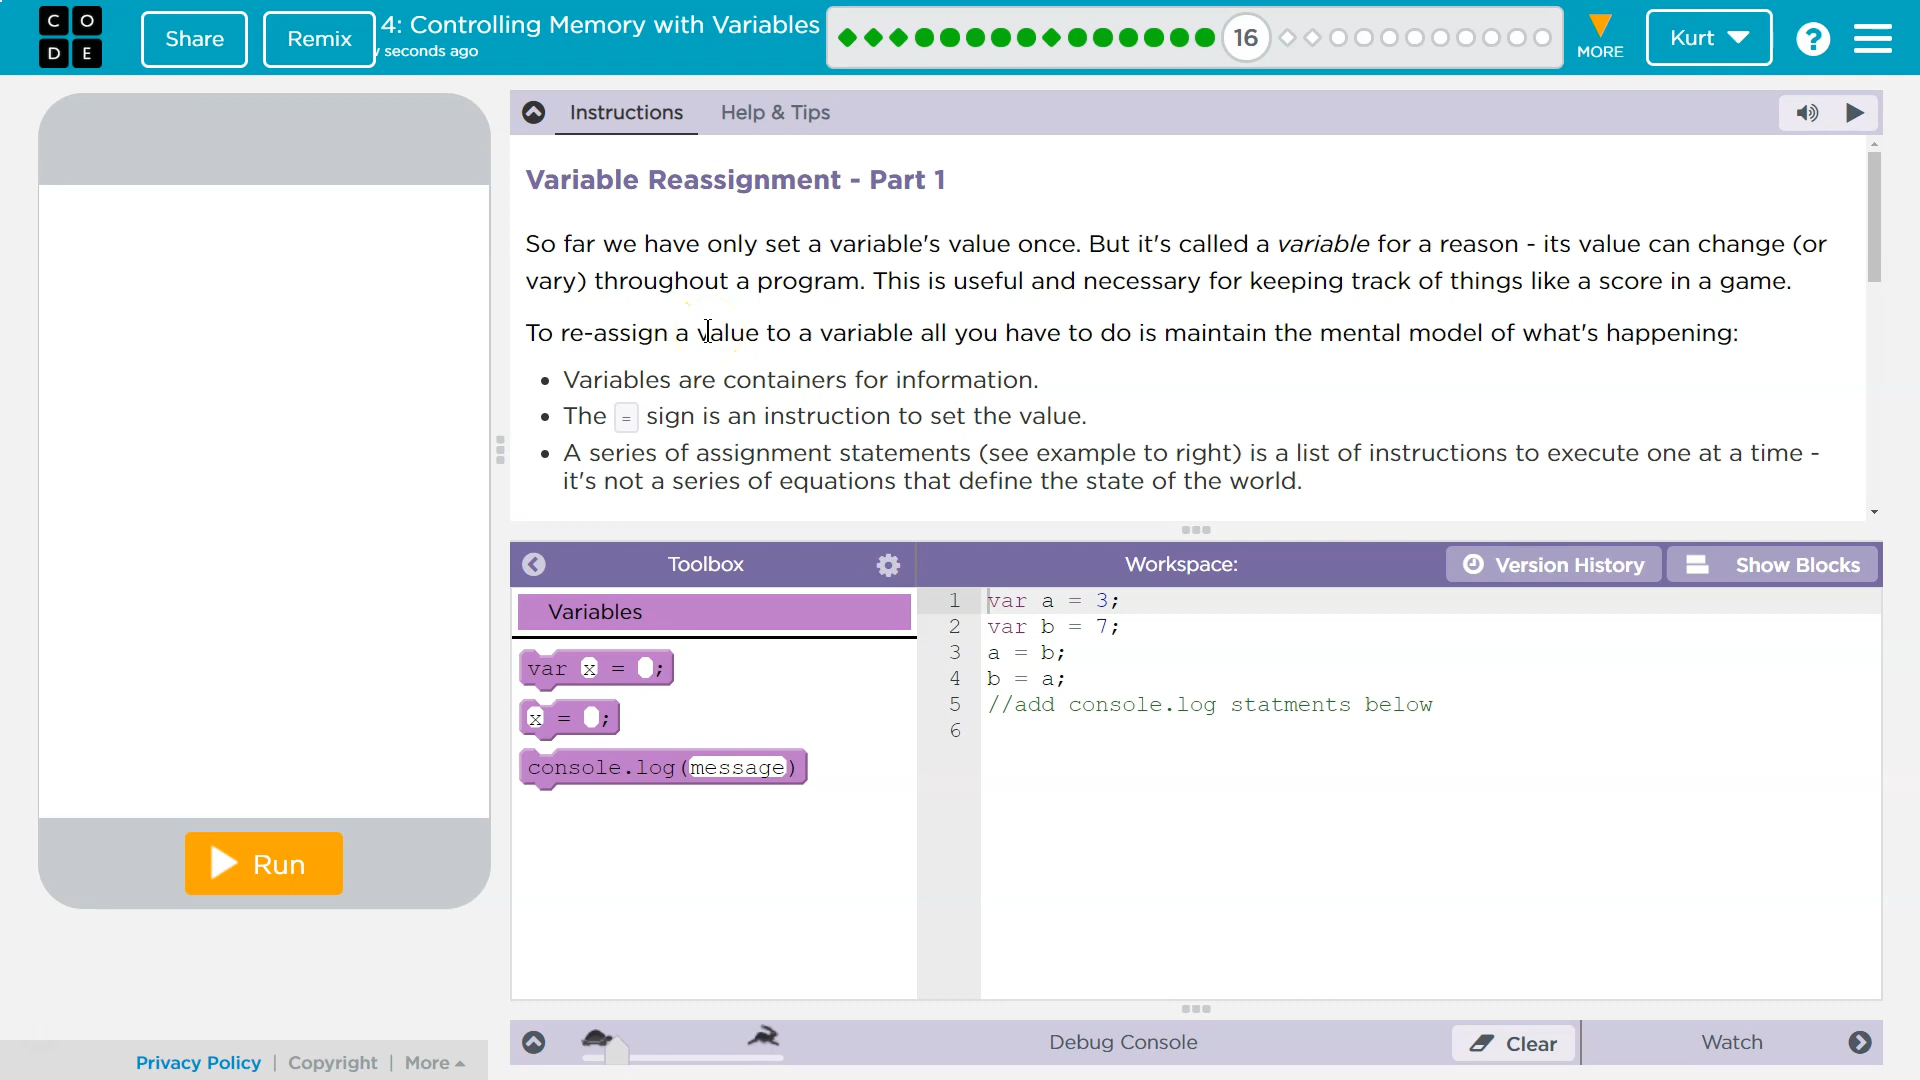 C O
D E
Share
Remix
4: Controlling Memory with Variables
seconds ago
16
MORE
Kurt
?
Instructions
Help & Tips
Variable Reassignment - Part 1
So far we have only set a variable's value once. But it's called a variable for a reason - its value can change (or
vary) throughout a program. This is useful and necessary for keeping track of things like a score in a game.
To re-assign a value to a variable all you have to do is maintain the mental model of what's happening:
• Variables are containers for information.
• The = sign is an instruction to set the value.
• A series of assignment statements (see example to right) is a list of instructions to execute one at a time -
it's not a series of equations that define the state of the world.
Toolbox
Workspace:
Version History
Show Blocks
Variables
var x = ;
x = ;
console.log(message)
1 var a = 3;
2 var b = 7;
3 a = b;
4 b = a;
5 //add console.log statments below
6
Run
Debug Console
Clear
Watch
Privacy Policy | Copyright | More